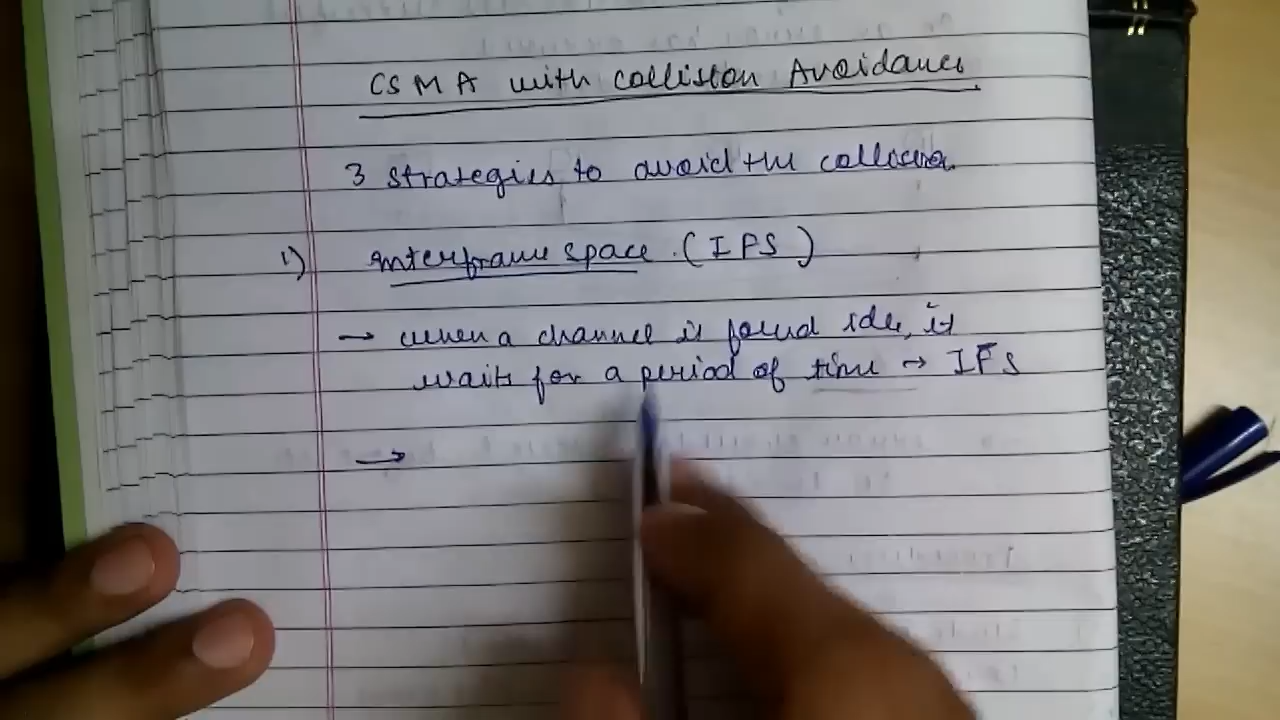 CSMA with collision Avoidance
3 strategies to avoid the collision.
1) Interframe space. (IFS)
→ when a channel is found idle, it
waits for a period of time → IFS
→